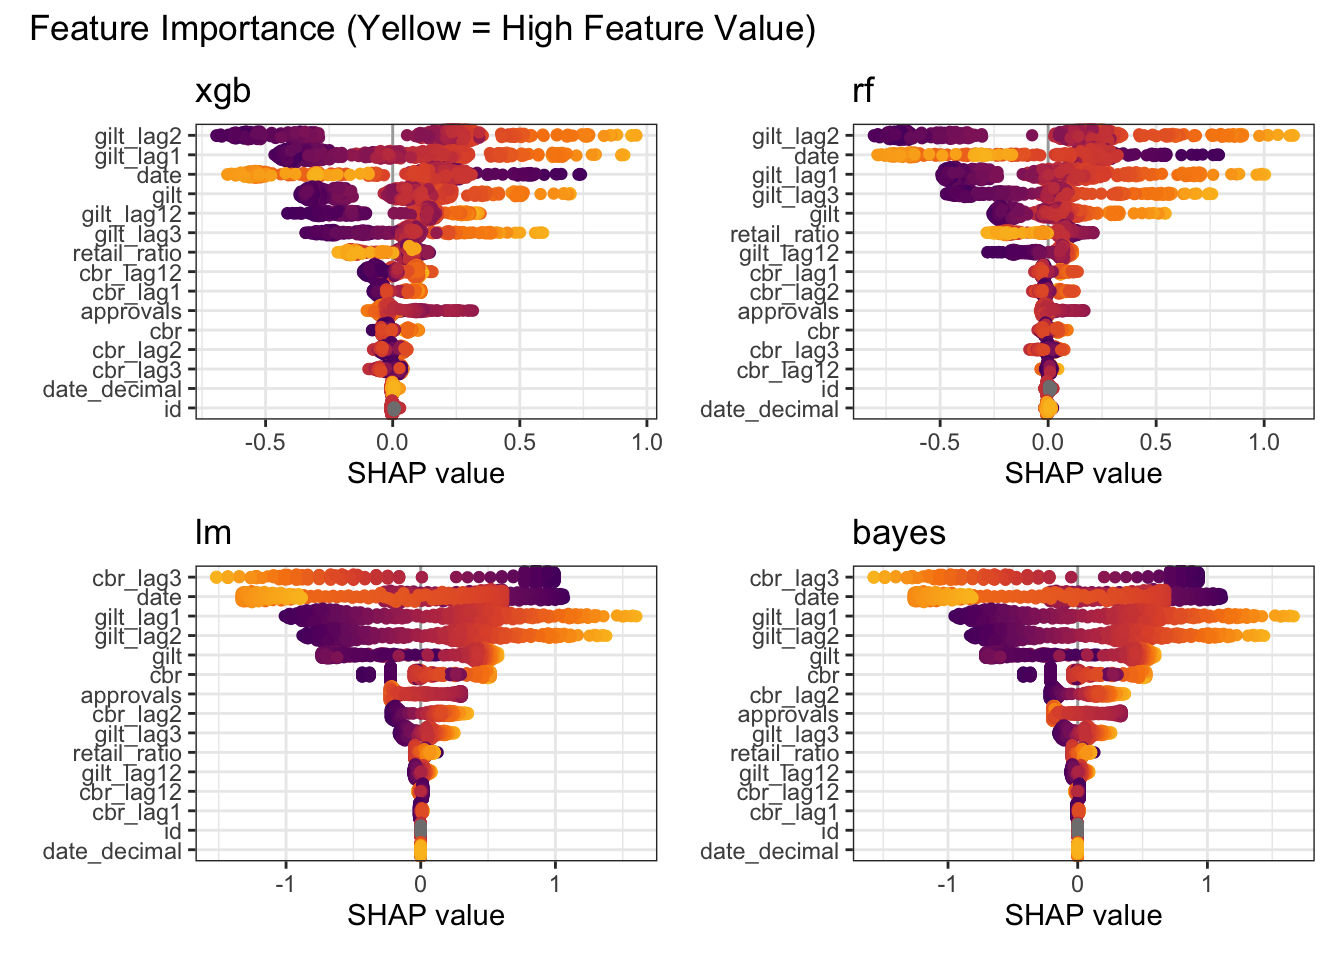 Feature Importance (Yellow = High Feature Value)
xgb
gilt_lag2
gilt_lag1
date
gilt
gilt_lag12
gilt_lag3
retail_ratio
cbr_lag12
cbr_lag1
approvals
cbr
cbr_lag2
cbr_lag3
date_decimal
id
-0.5 0.0 0.5 1.0
SHAP value
rf
gilt_lag2
date
gilt_lag1
gilt_lag3
gilt
retail_ratio
gilt_lag12
cbr_lag1
cbr_lag2
approvals
cbr
cbr_lag3
cbr_lag12
id
date_decimal
-0.5 0.0 0.5 1.0
SHAP value
lm
cbr_lag3
date
gilt_lag1
gilt_lag2
gilt
cbr
approvals
cbr_lag2
gilt_lag3
retail_ratio
gilt_lag12
cbr_lag12
cbr_lag1
id
date_decimal
-1 0 1
SHAP value
bayes
cbr_lag3
date
gilt_lag1
gilt_lag2
gilt
cbr
cbr_lag2
approvals
gilt_lag3
retail_ratio
gilt_lag12
cbr_lag12
cbr_lag1
id
date_decimal
-1 0 1
SHAP value